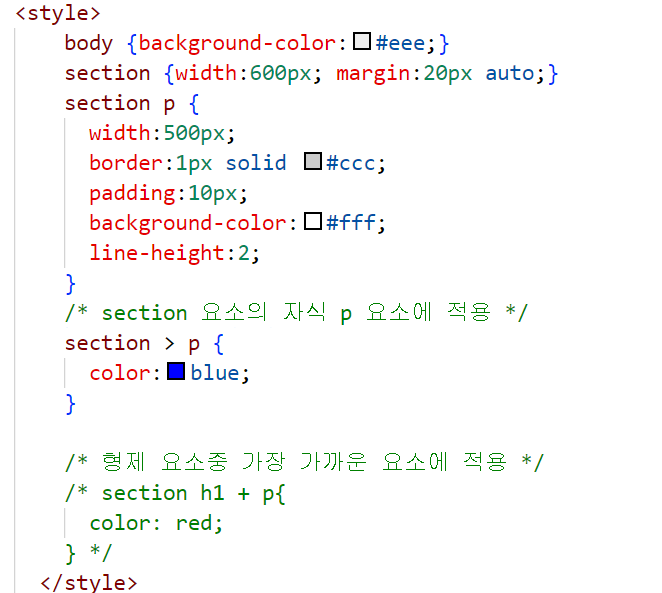 <style>
body {background-color:#eee;}
section {width:600px; margin:20px auto;}
section p {
width:500px;
border:1px solid #ccc;
padding:10px;
background-color:#fff;
line-height:2;
}
/* section 요소의 자식 p 요소에 적용 */
section > p {
color:blue;
}
/* 형제 요소중 가장 가까운 요소에 적용 */
/* section h1 + p{
color: red;
} */
</style>